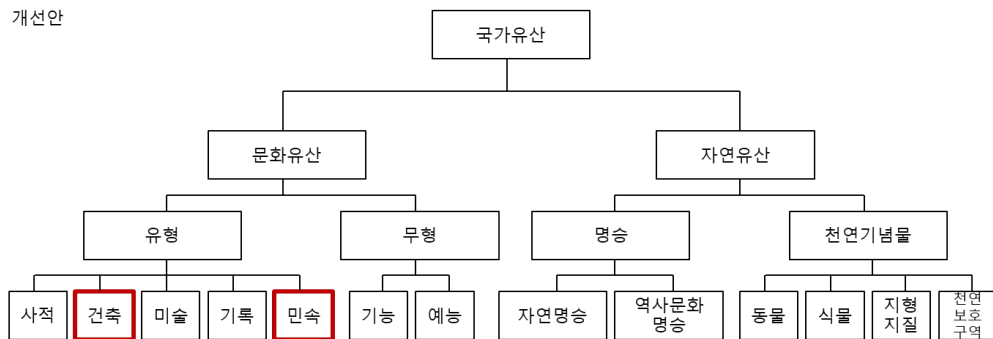 개선안
국가유산
문화유산
자연유산
유형
무형
명승
천연기념물
사적
건축
미술
기록
민속
기능
예능
자연명승
역사문화
명승
동물
식물
지형
지질
천연
보호
구역